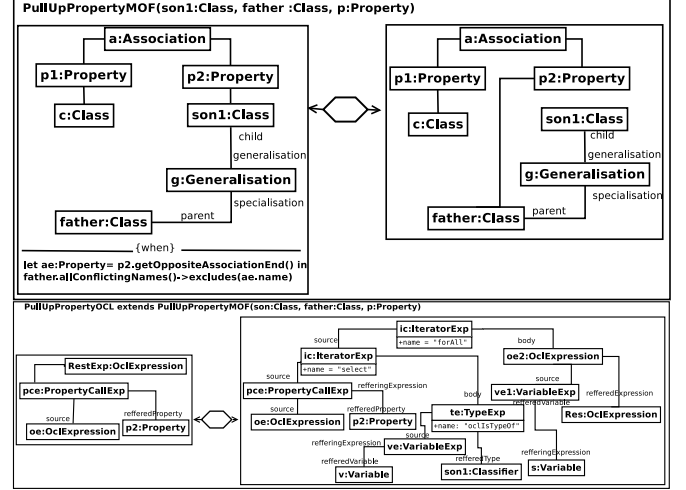 PullUpPropertyMOF(son1:Class, father :Class, p:Property)
a:Association
p1:Property
p2:Property
c:Class
son1:Class
child
generalisation
g:Generalisation
specialisation
father:Class
parent
{when}
let ae:Property= p2.getOppositeAssociationEnd() in
father.allConflictingNames()->excludes(ae.name)
a:Association
p1:Property
p2:Property
c:Class
son1:Class
child
generalisation
g:Generalisation
specialisation
father:Class
parent
PullUpPropertyOCL extends PullUpPropertyMOF(son:Class, father:Class, p:Property)
RestExp:OclExpression
pce:PropertyCallExp
source
refferedProperty
oe:OclExpression
p2:Property
ic:IteratorExp
+name = "forAll"
source
body
ic:IteratorExp
+name = "select"
oe2:OclExpression
source
source
pce:PropertyCallExp
refferingExpression
body
ve1:VariableExp
refferedExpression
source
refferedProperty
refferedVariable
oe:OclExpression
p2:Property
te:TypeExp
+name: "oclIsTypeOf"
Res:OclExpression
source
refferingExpression
ve:VariableExp
refferingExpression
refferedVariable
refferedType
v:Variable
son1:Classifier
s:Variable